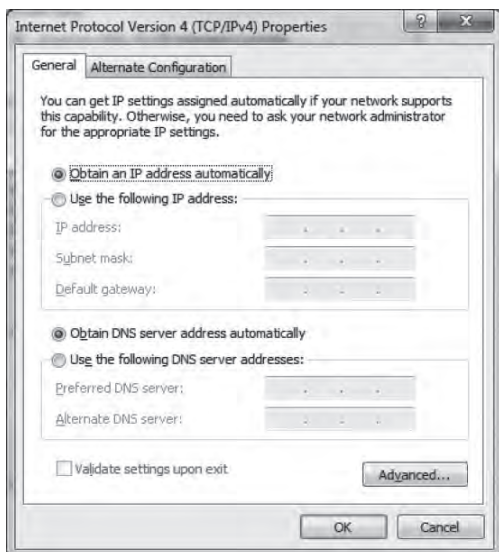 Internet Protocol Version 4 (TCP/IPv4) Properties
General
Alternate Configuration
You can get IP settings assigned automatically if your network supports
this capability. Otherwise, you need to ask your network administrator
for the appropriate IP settings.
Obtain an IP address automatically
Use the following IP address:
IP address:
Subnet mask:
Default gateway:
Obtain DNS server address automatically
Use the following DNS server addresses:
Preferred DNS server:
Alternate DNS server:
Validate settings upon exit
Advanced...
OK
Cancel